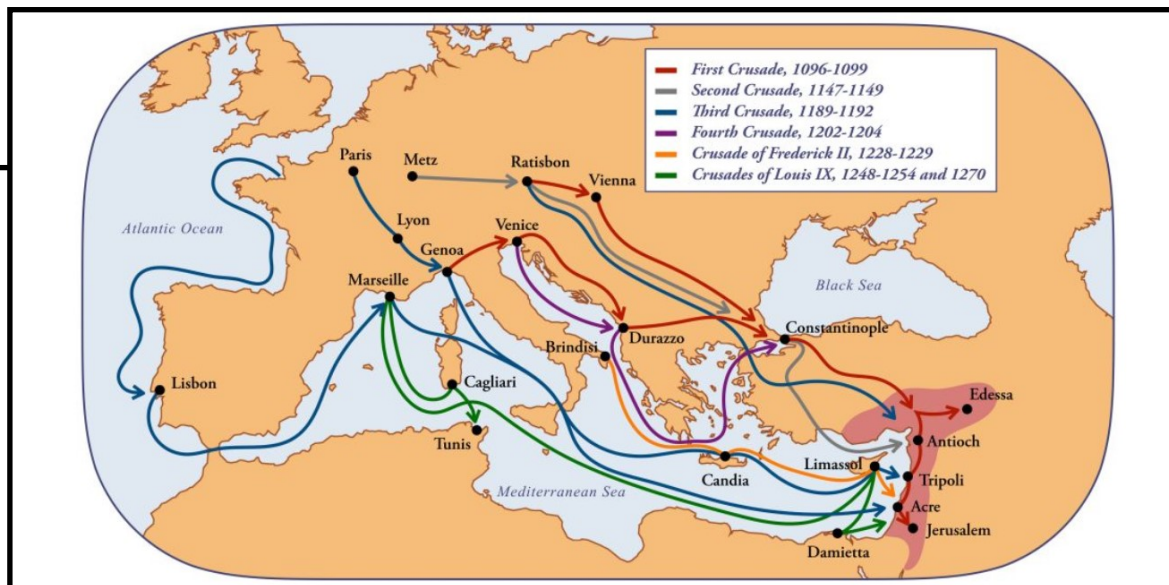 First Crusade, 1096-1099
Second Crusade, 1147-1149
Third Crusade, 1189-1192
Fourth Crusade, 1202-1204
Crusade of Frederick II, 1228-1229
Crusades of Louis IX, 1248-1254 and 1270
Paris
Metz
Ratisbon
Vienna
Atlantic Ocean
Lyon
Venice
Genoa
Marseille
Black Sea
Constantinople
Durazzo
Brindisi
Lisbon
Cagliari
Edessa
Tunis
Antioch
Limassol
Candia
Tripoli
Mediterranean Sea
Acre
Jerusalem
Damietta